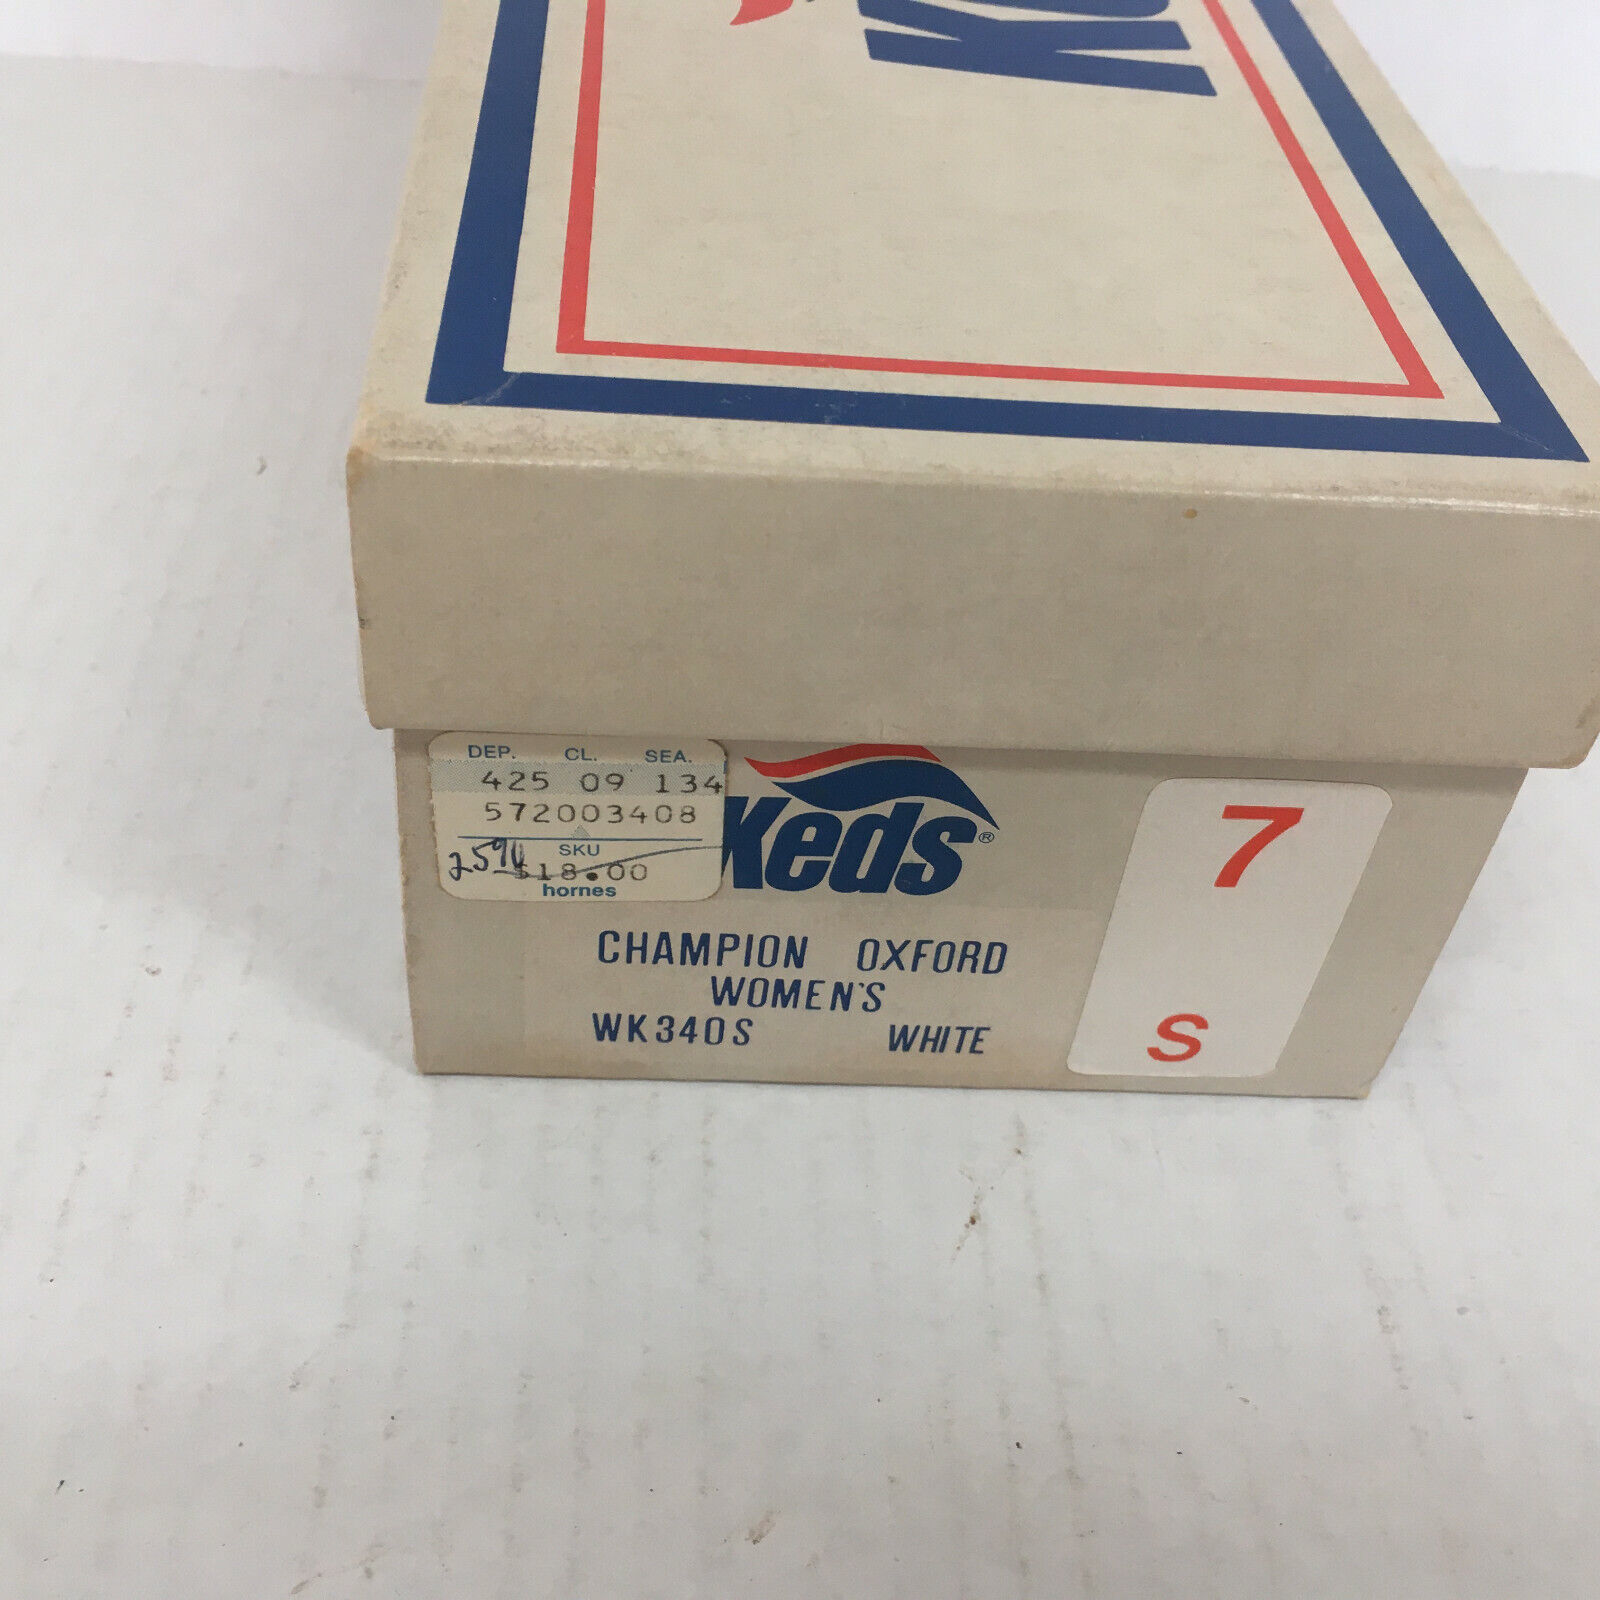 DEP. CL. SEA.
425 09 134
572003408
SKU
$18.00
hornes
Keds®
CHAMPION OXFORD
WOMEN'S
WK340S WHITE
7
S